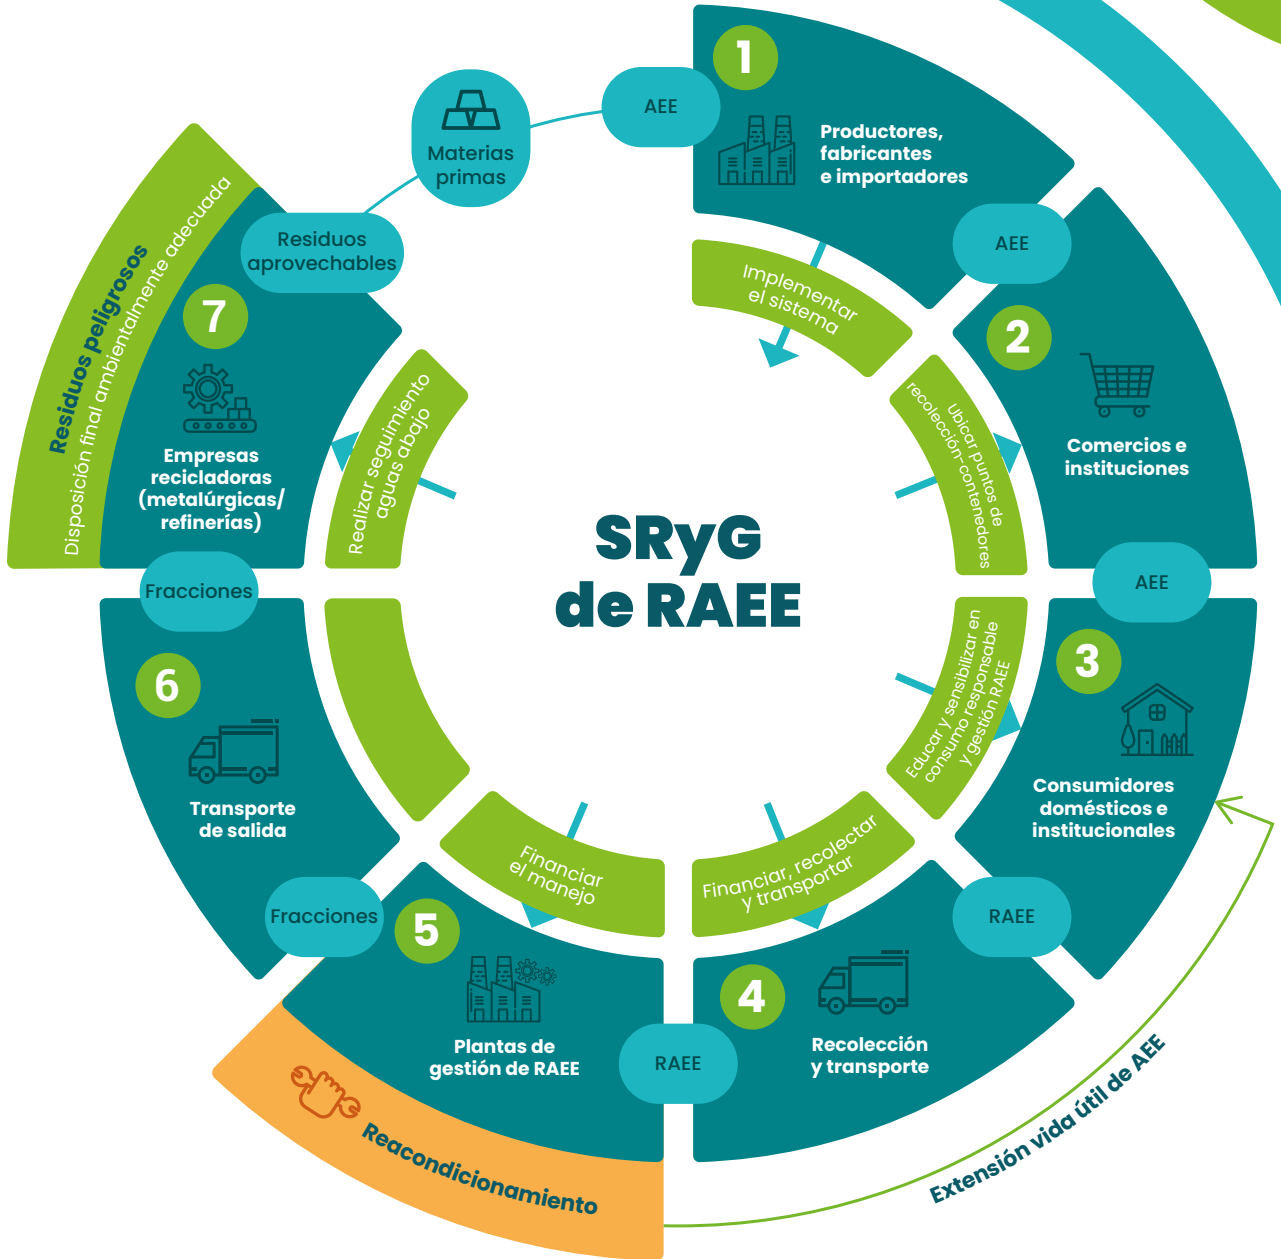 1
AEE
Productores,
fabricantes
e importadores
Materias
primas
AEE
Implementar
el sistema
2
Comercios e
instituciones
Ubicar puntos de
recolección-contenedores
AEE
3
Consumidores
domésticos e
institucionales
Educar y sensibilizar en
consumo responsable
y gestión RAEE
RAEE
4
Recolección
y transporte
Financiar, recolectar
y transportar
RAEE
5
Plantas de
gestión de RAEE
Financiar
el manejo
Reacondicionamiento
Extensión vida útil de AEE
Fracciones
6
Transporte
de salida
Fracciones
7
Empresas
recicladoras
(metalúrgicas/
refinerías)
Realizar seguimiento
aguas abajo
Residuos peligrosos
Disposición final ambientalmente adecuada
Residuos
aprovechables
SRyG
de RAEE